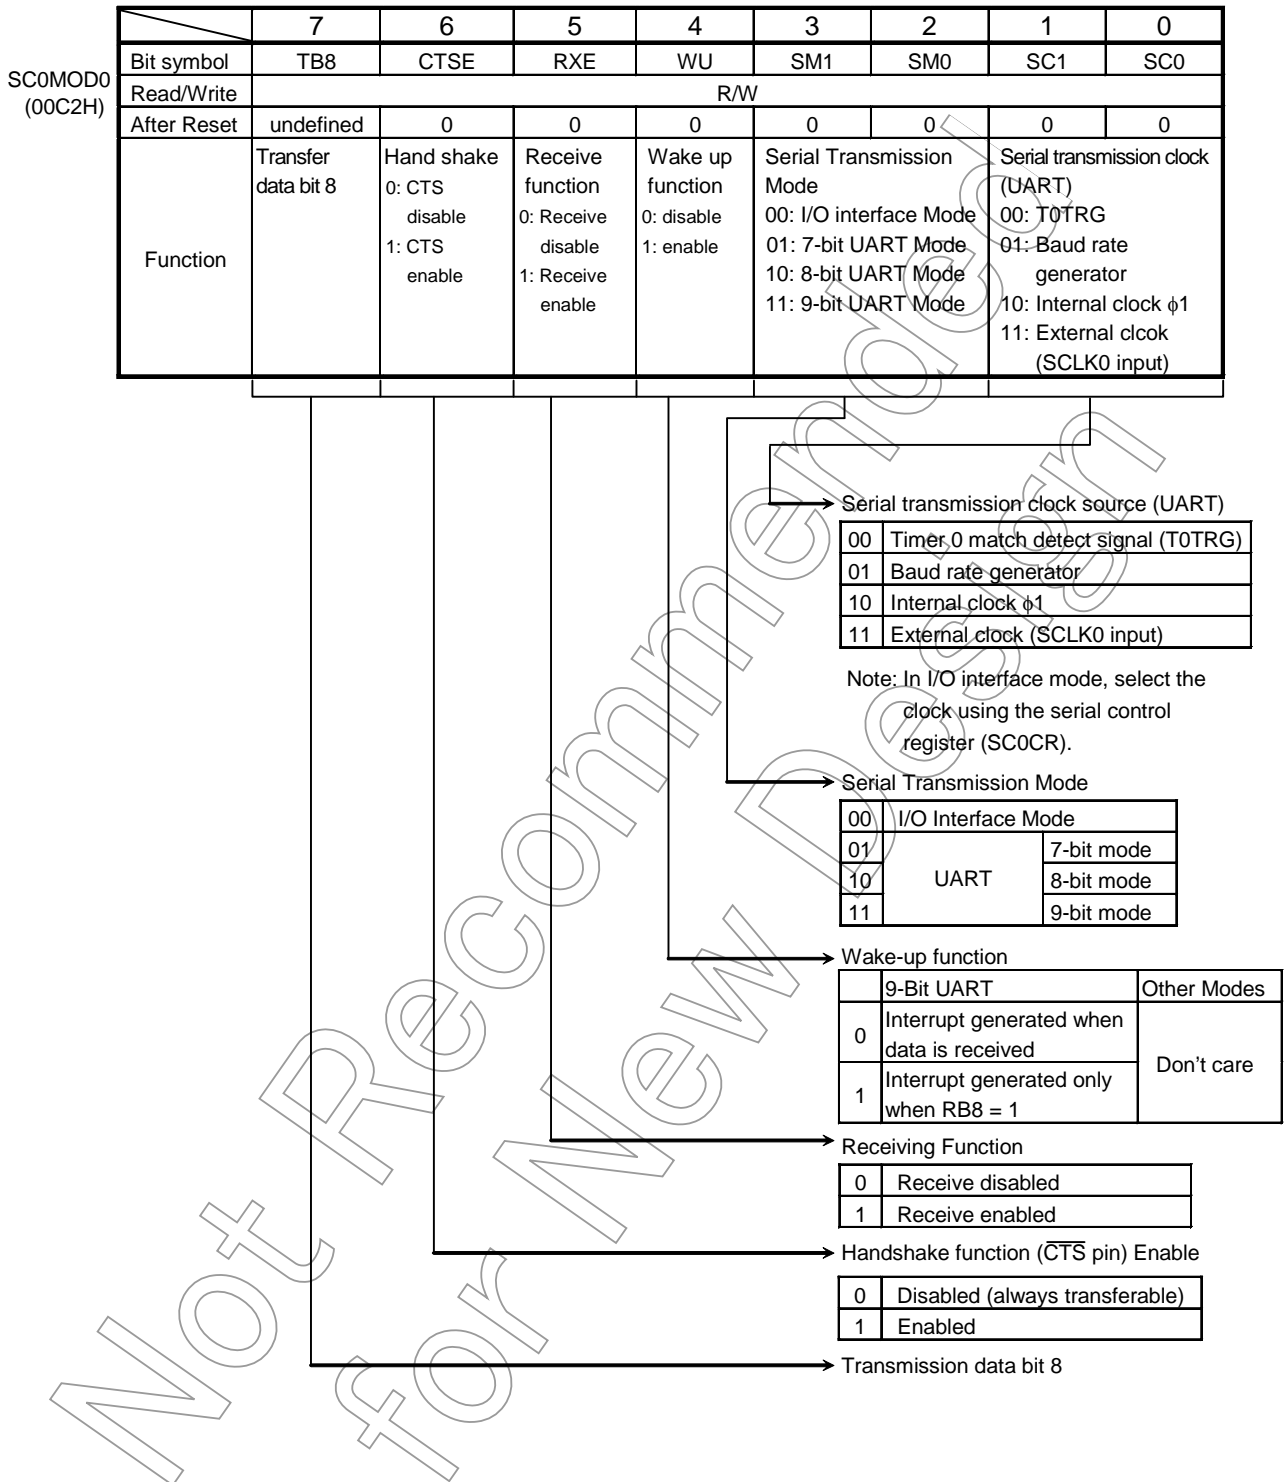 7 6 5 4 3 2 1 0
Bit symbol TB8 CTSE RXE WU SM1 SM0 SC1 SC0
SC0MOD0
(00C2H)
Read/Write R/W
After Reset undefined 0 0 0 0 0 0 0
Function
Transfer
data bit 8
Hand shake
0: CTS
disable
1: CTS
enable
Receive
function
0: Receive
disable
1: Receive
enable
Wake up
function
0: disable
1: enable
Serial Transmission
Mode
00: I/O interface Mode
01: 7-bit UART Mode
10: 8-bit UART Mode
11: 9-bit UART Mode
Serial transmission clock
(UART)
00: T0TRG
01: Baud rate
generator
10: Internal clock ϕ1
11: External clcok
(SCLK0 input)
Serial transmission clock source (UART)
00 Timer 0 match detect signal (T0TRG)
01 Baud rate generator
10 Internal clock ϕ1
11 External clock (SCLK0 input)
Note: In I/O interface mode, select the
clock using the serial control
register (SC0CR).
Serial Transmission Mode
00 I/O Interface Mode
01 7-bit mode
10 UART 8-bit mode
11 9-bit mode
Wake-up function
9-Bit UART Other Modes
0 Interrupt generated when
data is received
Don't care
1 Interrupt generated only
when RB8 = 1
Receiving Function
0 Receive disabled
1 Receive enabled
Handshake function (C̅T̅S̅ pin) Enable
0 Disabled (always transferable)
1 Enabled
Transmission data bit 8
Not Recommended
for New Design